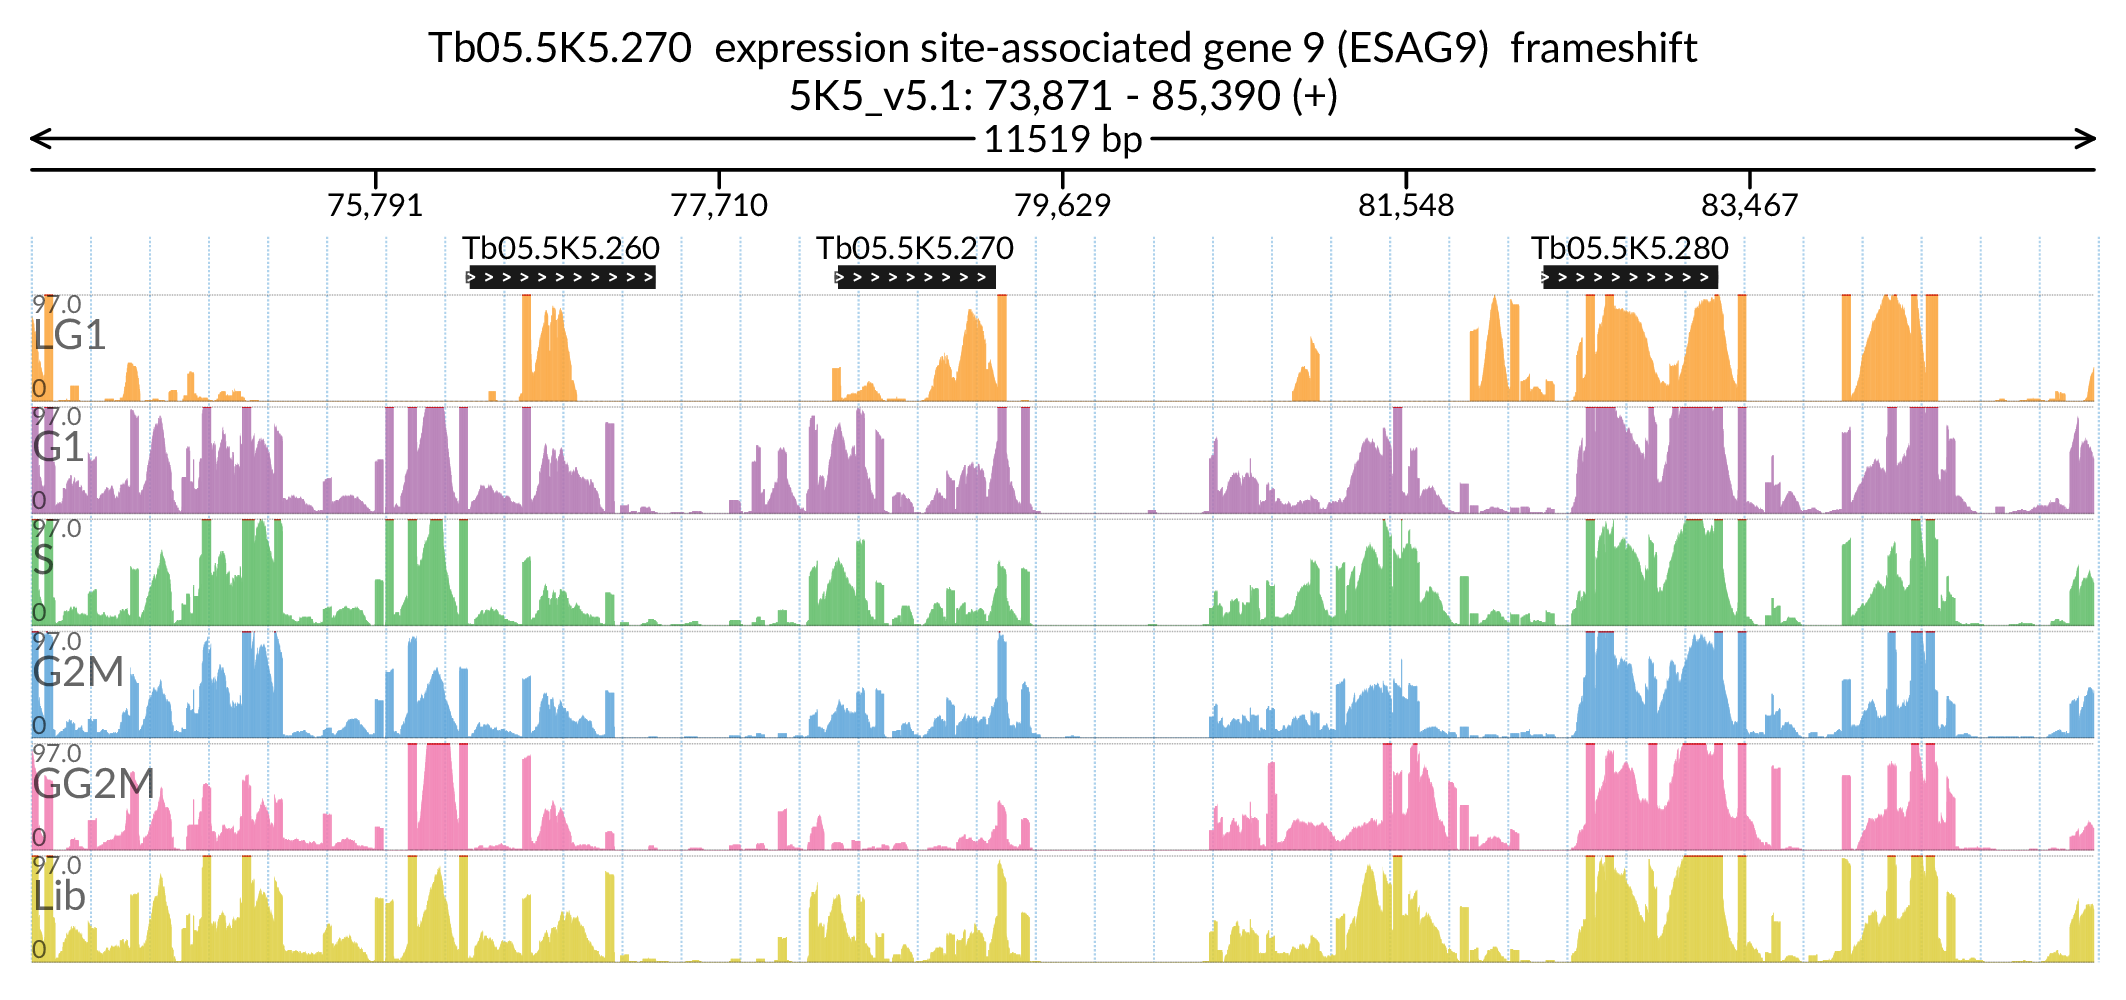 Tb05.5K5.270 expression site-associated gene 9 (ESAG9) frameshift
5K5_v5.1: 73,871 - 85,390 (+)
11519 bp
75,791 77,710 79,629 81,548 83,467
Tb05.5K5.260 Tb05.5K5.270 Tb05.5K5.280
97.0
LG1
0
97.0
G1
0
97.0
S
0
97.0
G2M
0
97.0
GG2M
0
97.0
Lib
0